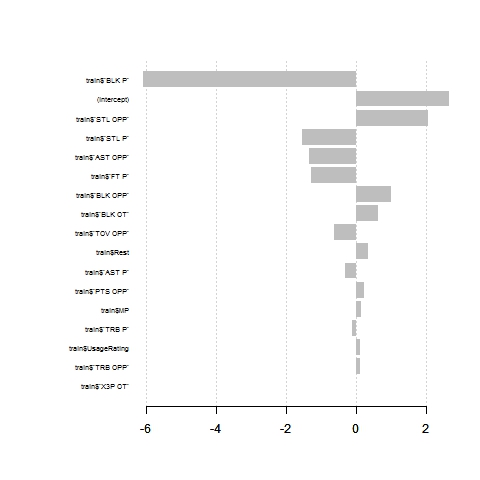 train$`BLK P`
(Intercept)
train$`STL OPP`
train$`STL P`
train$`AST OPP`
train$`FT P`
train$`BLK OPP`
train$`BLK OT`
train$`TOV OPP`
train$Rest
train$`AST P`
train$`PTS OPP`
train$MP
train$`TRB P`
train$UsageRating
train$`TRB OPP`
train$`X3P OT`
-6 -4 -2 0 2